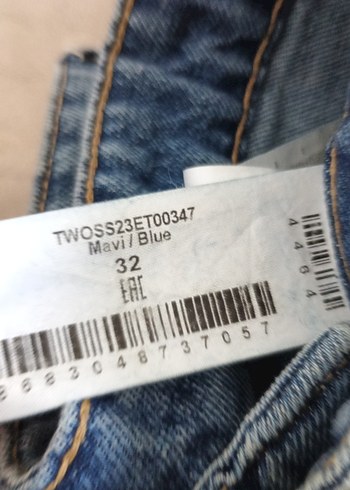 TWOSS23ET00347
Mavi / Blue
32
EAC
8683048737057
4464